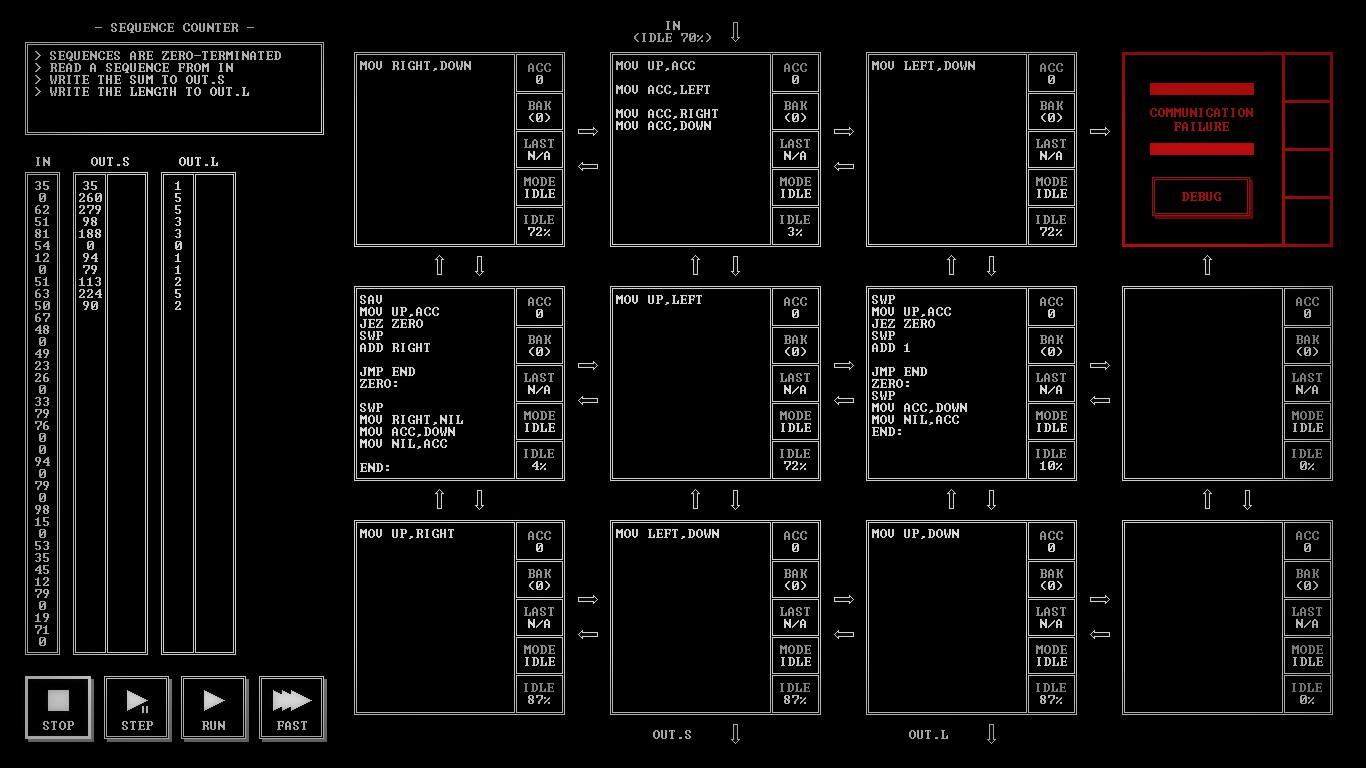 — SEQUENCE COUNTER —
> SEQUENCES ARE ZERO-TERMINATED
> READ A SEQUENCE FROM IN
> WRITE THE SUM TO OUT.S
> WRITE THE LENGTH TO OUT.L
IN OUT.S OUT.L
35 35 1
0 260 5
62 279 5
51 98 3
81 188 3
54 0 0
12 94 1
0 79 1
51 113 2
63 224 5
50 90 2
67
48
0
49
23
26
0
33
79
76
0
0
94
0
79
0
98
15
0
53
35
45
12
79
0
19
71
0
STOP
STEP
RUN
FAST
IN
(IDLE 70%)
MOV RIGHT,DOWN
ACC
0
BAK
(0)
LAST
N/A
MODE
IDLE
IDLE
72%
MOV UP,ACC
MOV ACC,LEFT
MOV ACC,RIGHT
MOV ACC,DOWN
ACC
0
BAK
(0)
LAST
N/A
MODE
IDLE
IDLE
3%
MOV LEFT,DOWN
ACC
0
BAK
(0)
LAST
N/A
MODE
IDLE
IDLE
72%
COMMUNICATION
FAILURE
DEBUG
SAV
MOV UP,ACC
JEZ ZERO
SWP
ADD RIGHT
JMP END
ZERO:
SWP
MOV RIGHT,NIL
MOV ACC,DOWN
MOV NIL,ACC
END:
ACC
0
BAK
(0)
LAST
N/A
MODE
IDLE
IDLE
4%
MOV UP,LEFT
ACC
0
BAK
(0)
LAST
N/A
MODE
IDLE
IDLE
72%
SWP
MOV UP,ACC
JEZ ZERO
SWP
ADD 1
JMP END
ZERO:
SWP
MOV ACC,DOWN
MOV NIL,ACC
END:
ACC
0
BAK
(0)
LAST
N/A
MODE
IDLE
IDLE
10%
ACC
0
BAK
(0)
LAST
N/A
MODE
IDLE
IDLE
0%
MOV UP,RIGHT
ACC
0
BAK
(0)
LAST
N/A
MODE
IDLE
IDLE
87%
MOV LEFT,DOWN
ACC
0
BAK
(0)
LAST
N/A
MODE
IDLE
IDLE
87%
MOV UP,DOWN
ACC
0
BAK
(0)
LAST
N/A
MODE
IDLE
IDLE
87%
ACC
0
BAK
(0)
LAST
N/A
MODE
IDLE
IDLE
0%
OUT.S
OUT.L